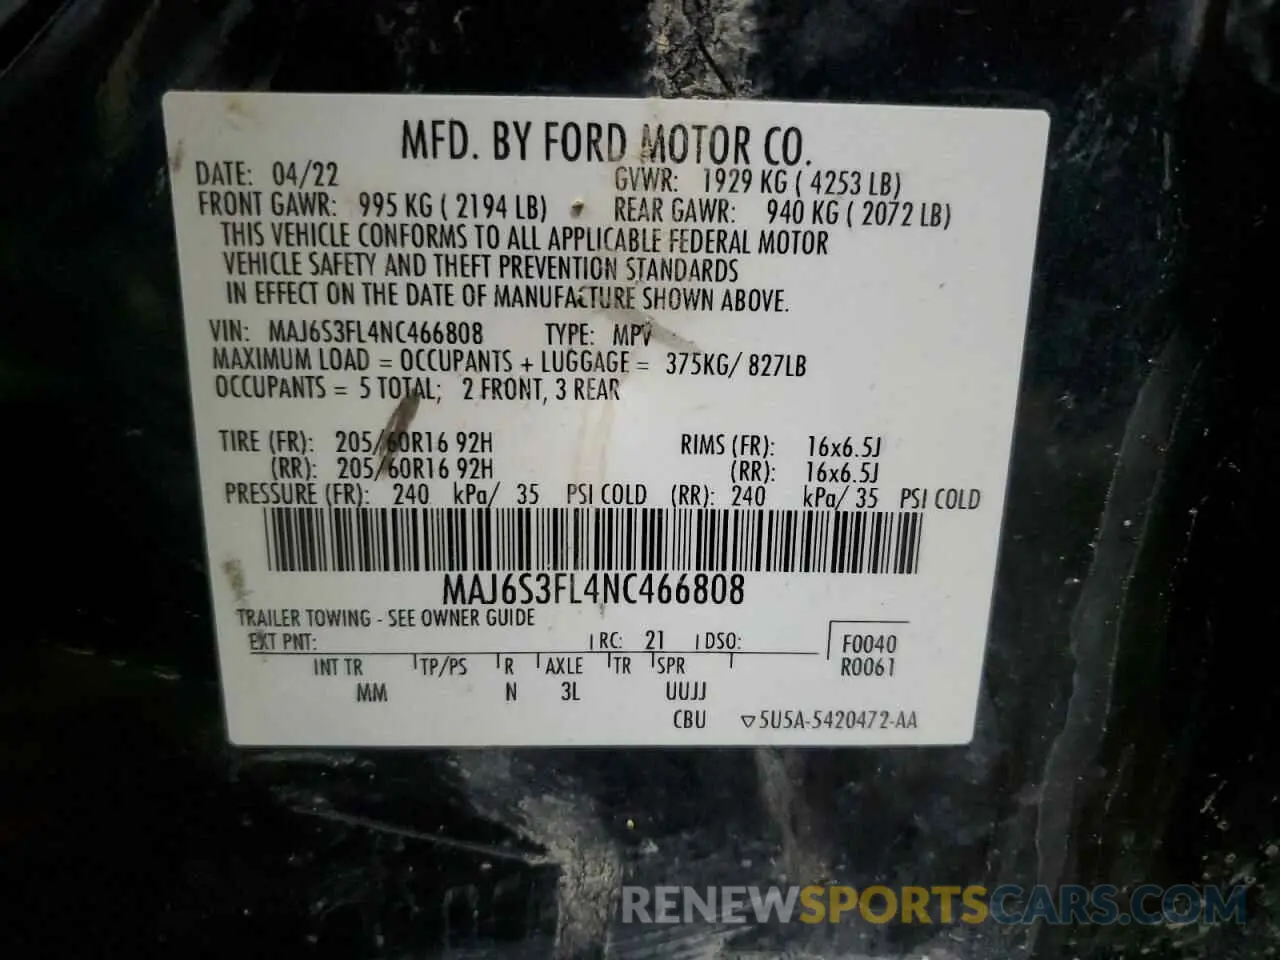 MFD. BY FORD MOTOR CO.
DATE: 04/22 GVWR: 1929 KG ( 4253 LB)
FRONT GAWR: 995 KG ( 2194 LB) REAR GAWR: 940 KG ( 2072 LB)
THIS VEHICLE CONFORMS TO ALL APPLICABLE FEDERAL MOTOR
VEHICLE SAFETY AND THEFT PREVENTION STANDARDS
IN EFFECT ON THE DATE OF MANUFACTURE SHOWN ABOVE.
VIN: MAJ6S3FL4NC466808 TYPE: MPV
MAXIMUM LOAD = OCCUPANTS + LUGGAGE = 375KG/ 827LB
OCCUPANTS = 5 TOTAL; 2 FRONT, 3 REAR
TIRE (FR): 205/60R16 92H RIMS (FR): 16x6.5J
(RR): 205/60R16 92H (RR): 16x6.5J
PRESSURE (FR): 240 kPa/ 35 PSI COLD (RR): 240 kPa/ 35 PSI COLD
MAJ6S3FL4NC466808
TRAILER TOWING - SEE OWNER GUIDE
EXT PNT: RC: 21 DSO: F0040
INT TR TP/PS R AXLE TR SPR R0061
MM N 3L UUJJ
CBU ▽5U5A-5420472-AA
RENEWSPORTSCARS.COM